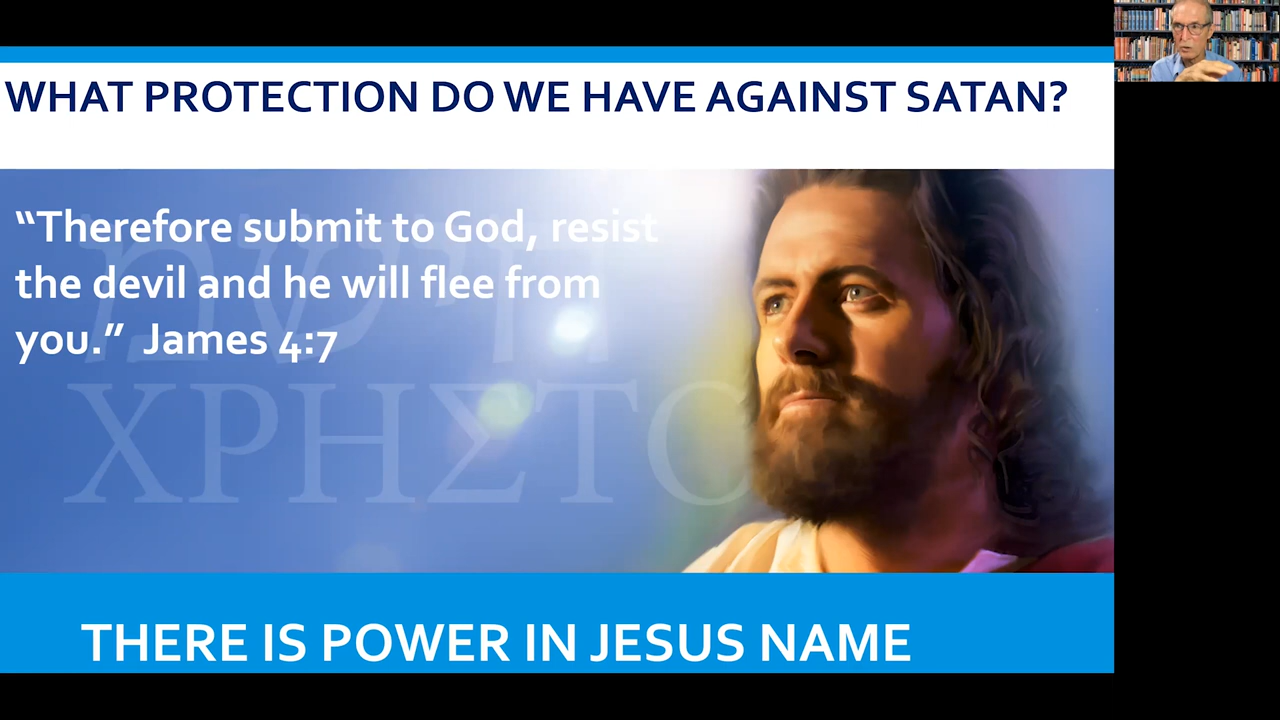 WHAT PROTECTION DO WE HAVE AGAINST SATAN?
“Therefore submit to God, resist
the devil and he will flee from
you.” James 4:7
ΧΡΗΣΤΟ
THERE IS POWER IN JESUS NAME